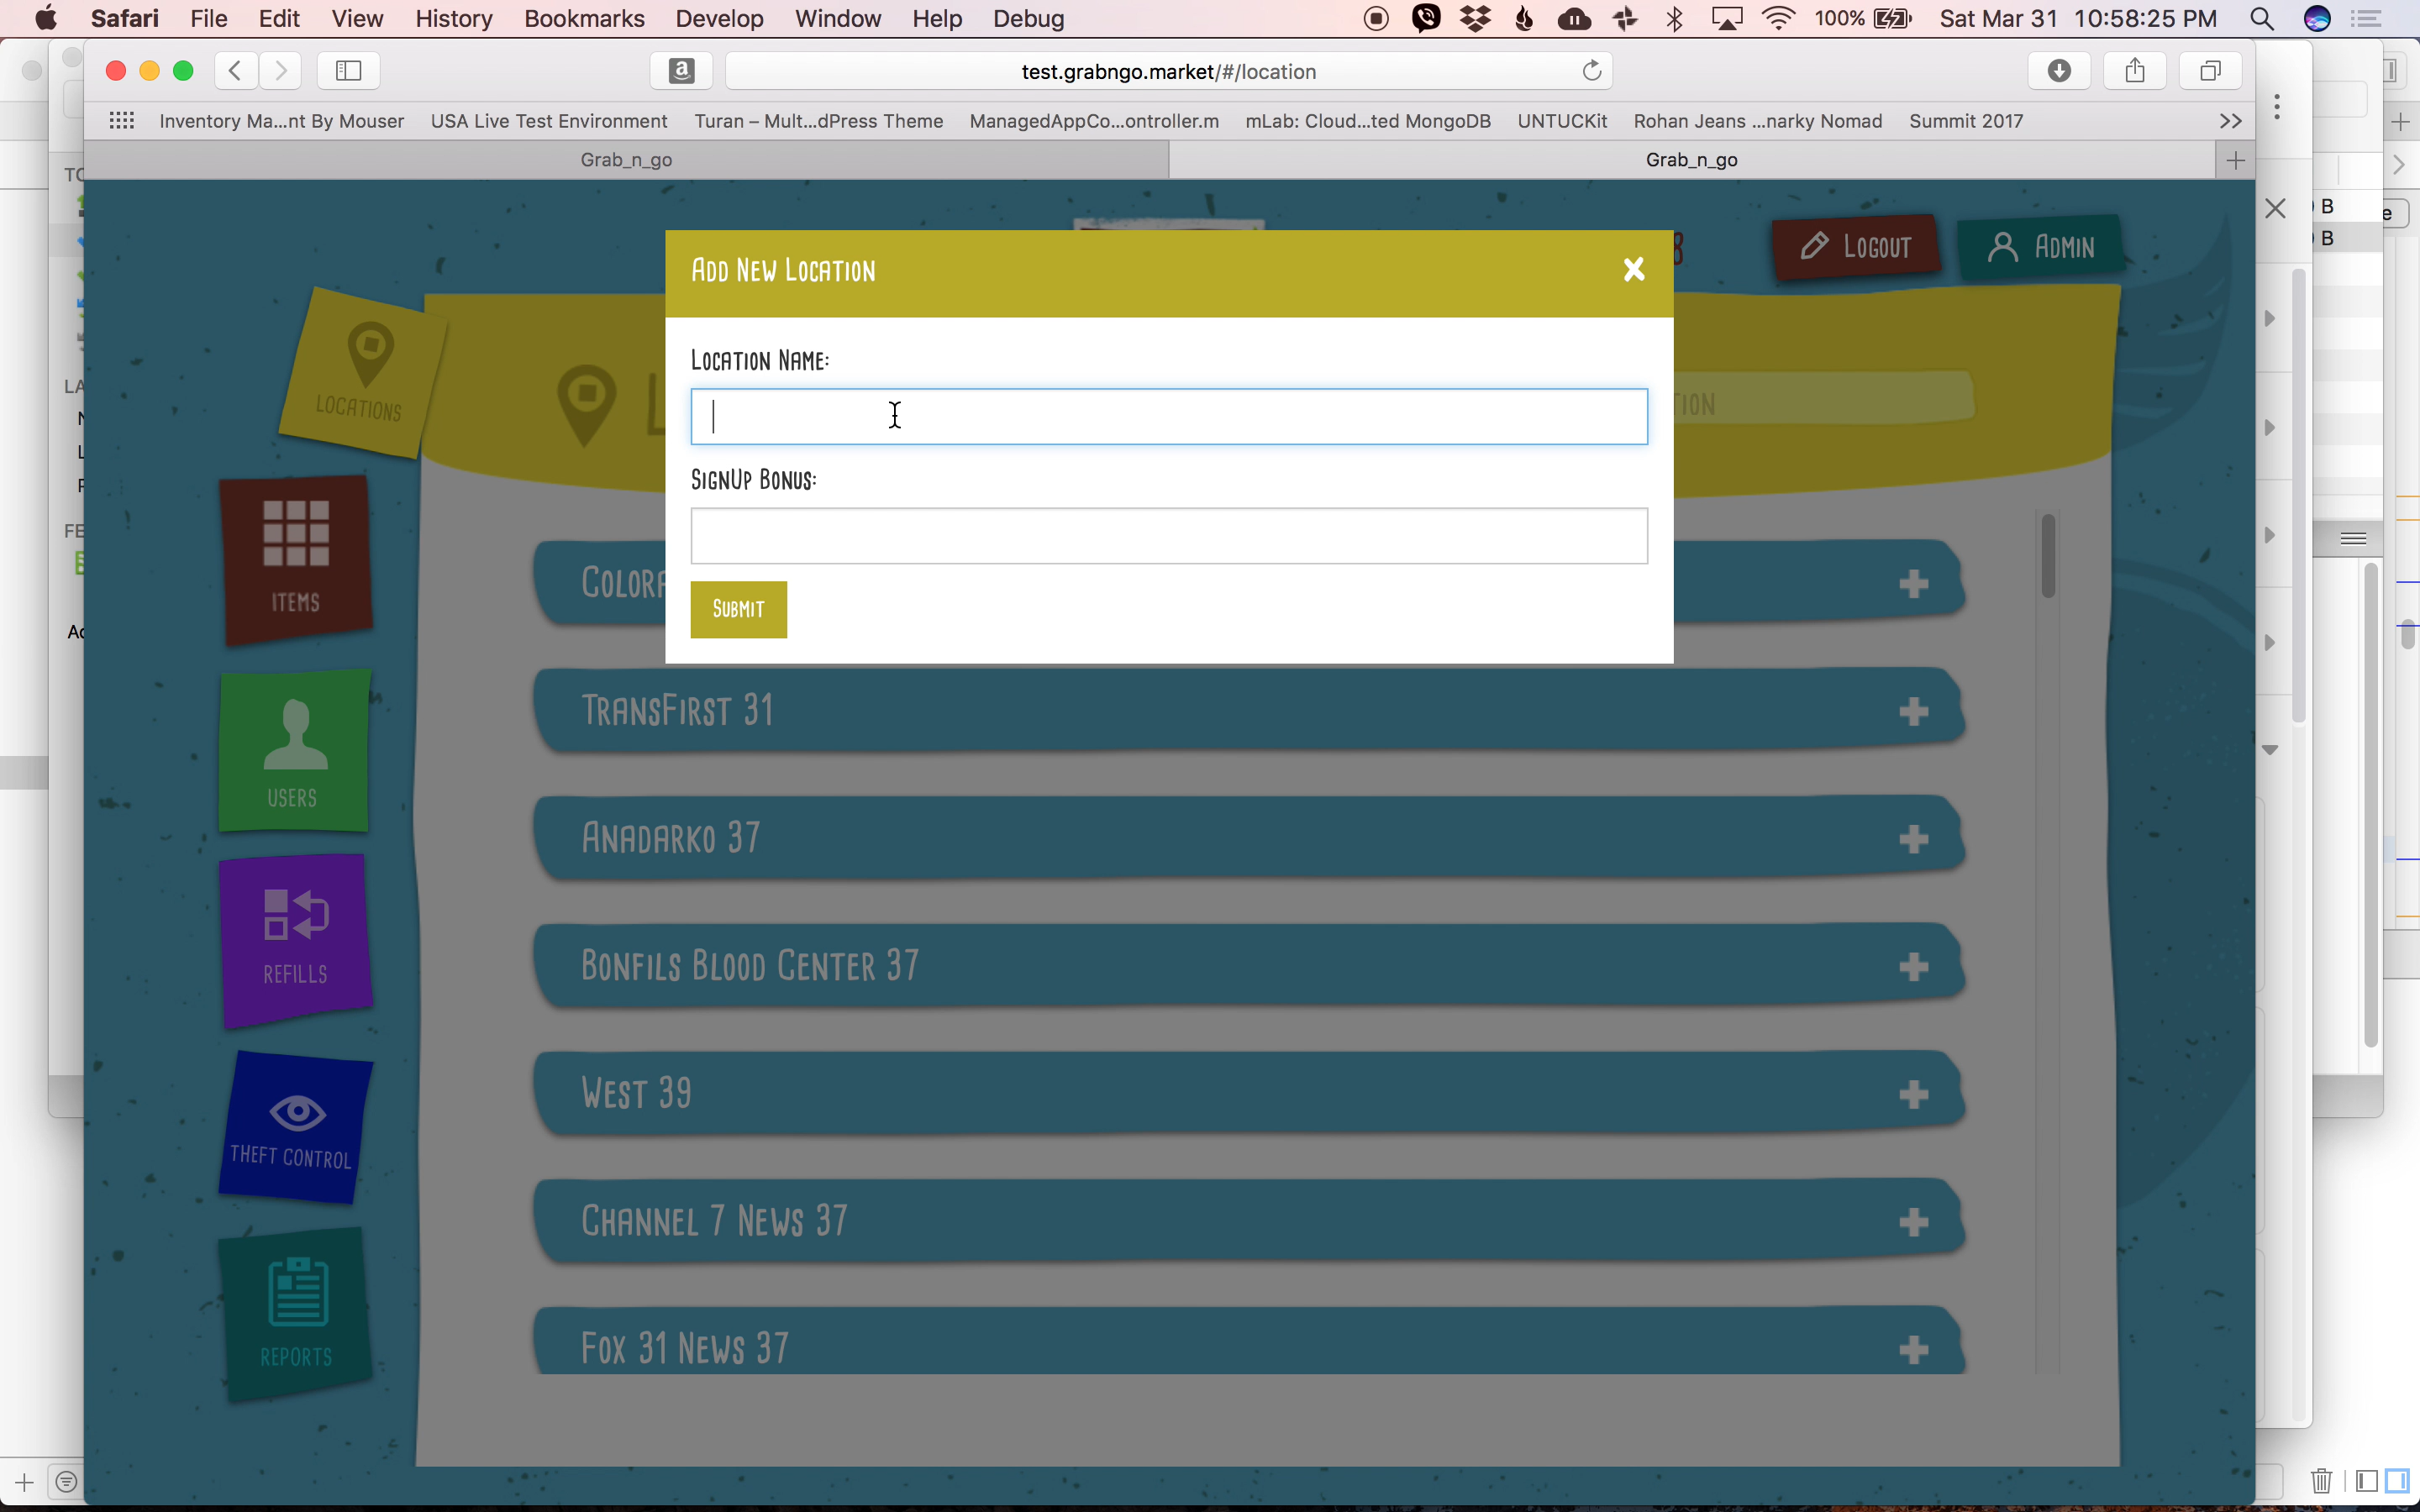 Safari File Edit View History Bookmarks Develop Window Help Debug 100% Sat Mar 31 10:58:25 PM
test.grabngo.market/#/location
Inventory Ma...nt By Mouser USA Live Test Environment Turan – Mult...dPress Theme ManagedAppCo...ontroller.m mLab: Cloud...ted MongoDB UNTUCKit Rohan Jeans ...narky Nomad Summit 2017
Grab_n_go Grab_n_go
Logout Admin
Add New Location
Location Name:
SignUp Bonus:
Submit
Locations
Items
Users
Refills
Theft Control
Reports
TransFirst 31
Anadarko 37
Bonfils Blood Center 37
West 39
Channel 7 News 37
Fox 31 News 37